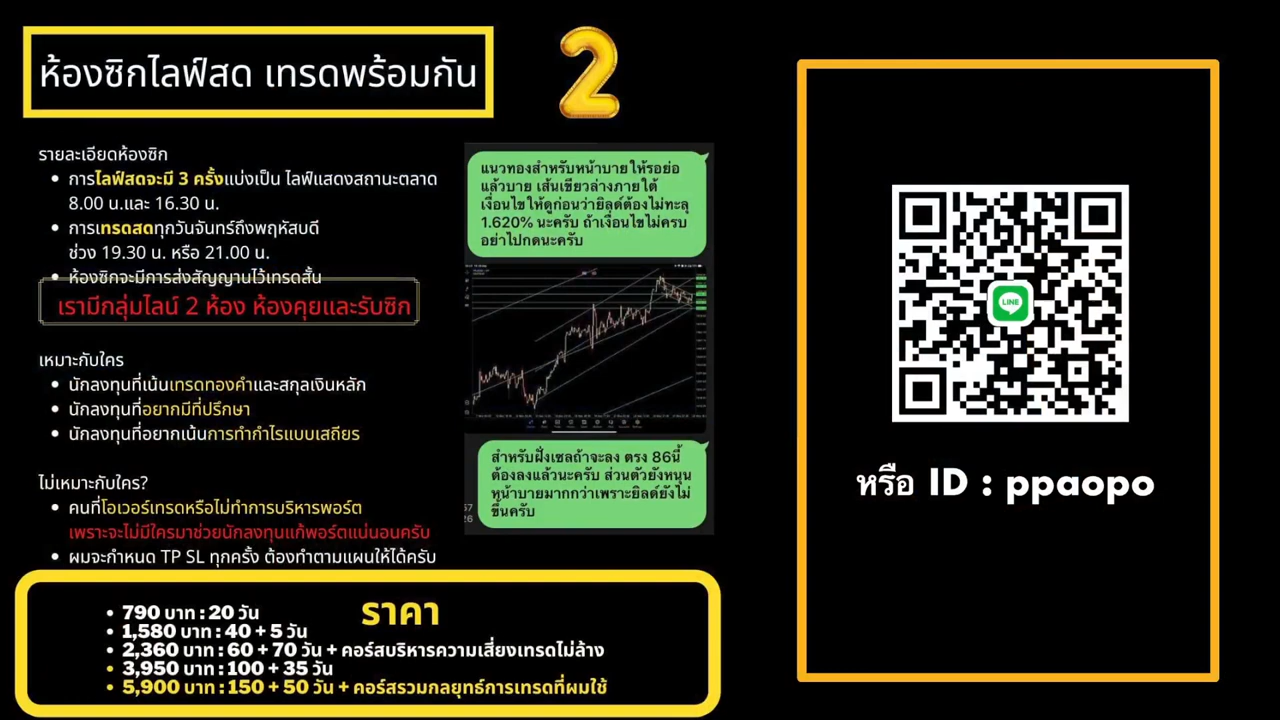 ห้องซิกไลฟ์สด เทรดพร้อมกัน
2
รายละเอียดห้องซิก
การไลฟ์สดจะมี 3 ครั้งแบ่งเป็น ไลฟ์แสดงสถานะตลาด
8.00 น.และ 16.30 น.
การเทรดสดทุกวันจันทร์ถึงพฤหัสบดี
ช่วง 19.30 น. หรือ 21.00 น.
ห้องซิกจะมีการส่งสัญญานไว้เทรดสั้น
เรามีกลุ่มไลน์ 2 ห้อง ห้องคุยและรับซิก
เหมาะกับใคร
นักลงทุนที่เน้นเทรดทองคำและสกุลเงินหลัก
นักลงทุนที่อยากมีที่ปรึกษา
นักลงทุนที่อยากเน้นการทำกำไรแบบเสถียร
ไม่เหมาะกับใคร?
คนที่โอเวอร์เทรดหรือไม่ทำการบริหารพอร์ต
เพราะจะไม่มีใครมาช่วยนักลงทุนแก้พอร์ตแน่นอนครับ
ผมจะกำหนด TP SL ทุกครั้ง ต้องทำตามแผนให้ได้ครับ
แนวทองสำหรับหน้าบาย ให้รอย่อ
แล้วบาย เส้นเขียวล่างภายใต้
เงื่อนไข ให้ดูก่อนว่ายิลด์ต้องไม่ทะลุ
1.620% นะครับ ถ้าเงื่อนไขไม่ครบ
อย่าไปกดนะครับ
สำหรับฝั่งเซลถ้าจะลง ตรง 86นี้
ต้องลงแล้วนะครับ ส่วนตัวยังหนุน
หน้าบายมากกว่าเพราะยิลด์ยังไม่
ขึ้นครับ
57
26
ราคา
790 บาท : 20 วัน
1,580 บาท : 40 + 5 วัน
2,360 บาท : 60 + 70 วัน + คอร์สบริหารความเสี่ยงเทรดไม่ล้าง
3,950 บาท : 100 + 35 วัน
5,900 บาท : 150 + 50 วัน + คอร์สรวมกลยุทธ์การเทรดที่ผมใช้
LINE
หรือ ID : ppaopo